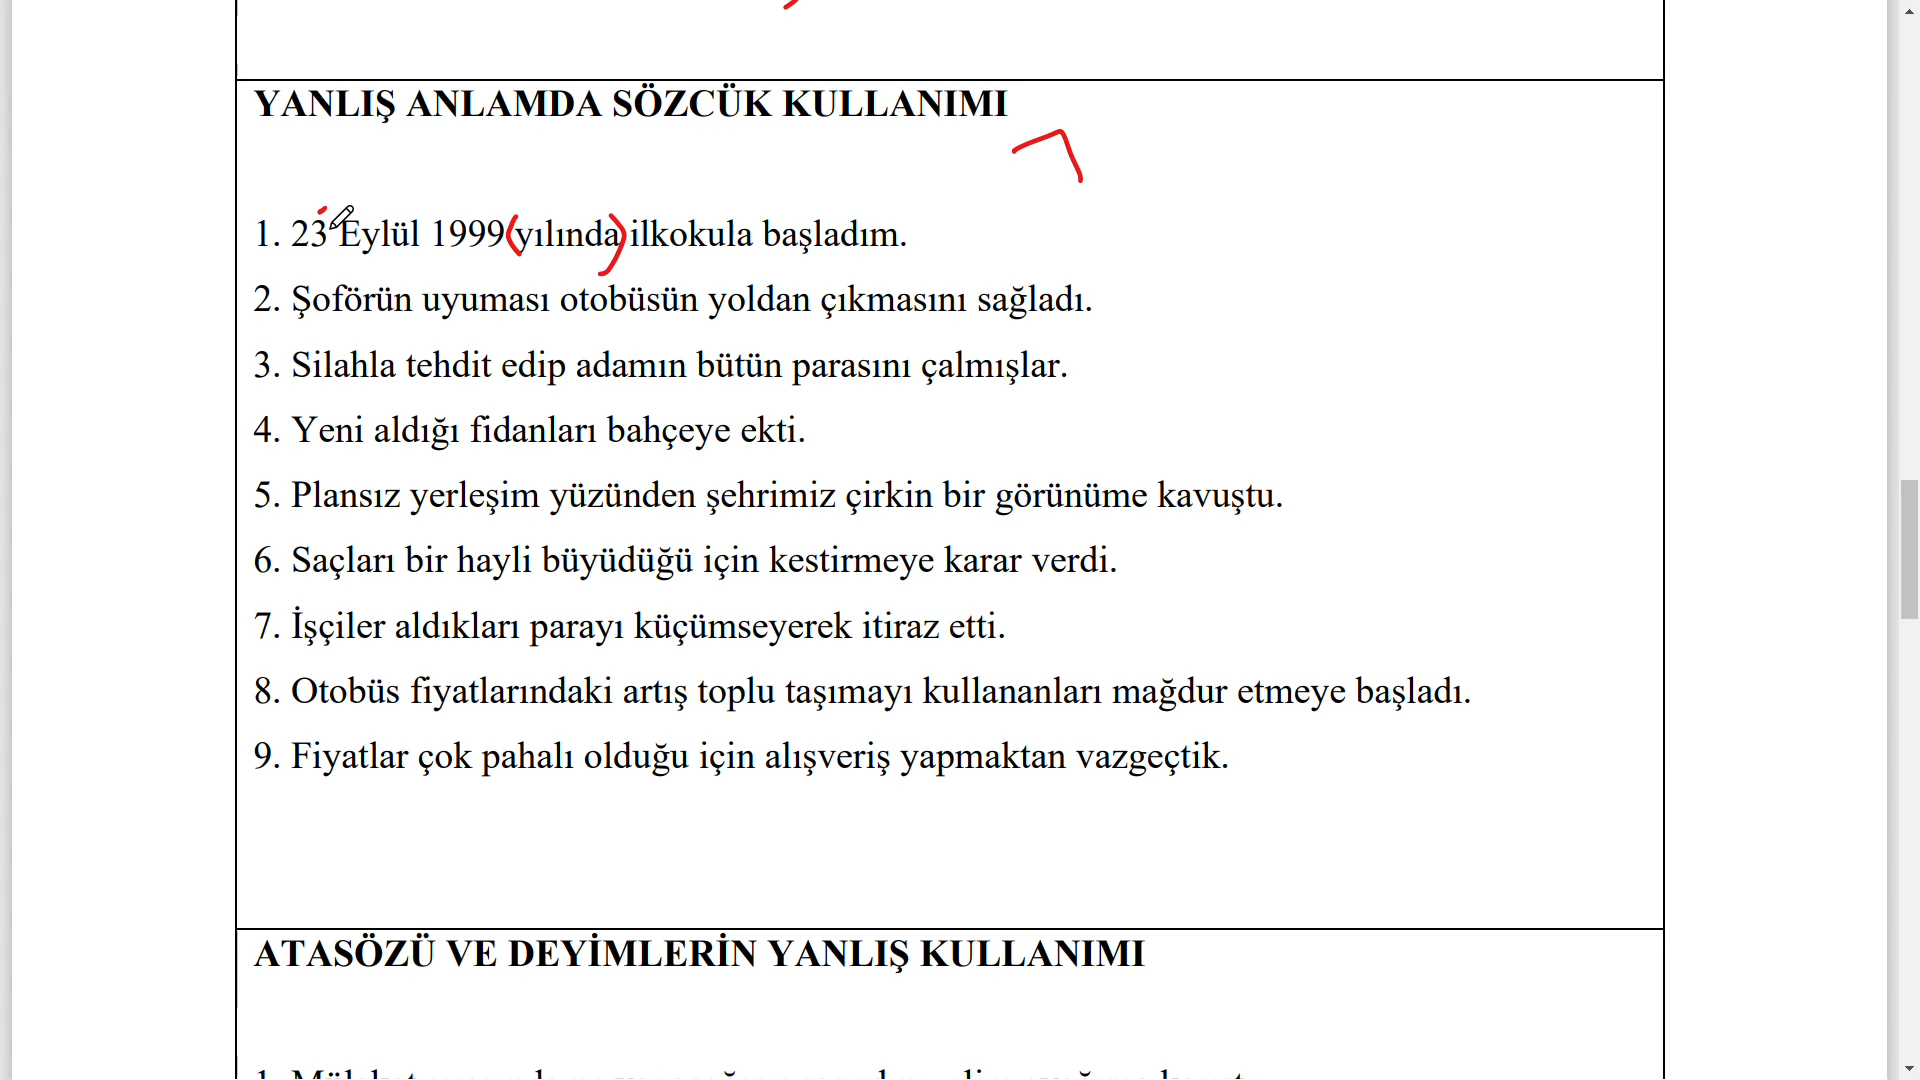 YANLIŞ ANLAMDA SÖZCÜK KULLANIMI
1. 23 Eylül 1999 yılında ilkokula başladım.
2. Şoförün uyuması otobüsün yoldan çıkmasını sağladı.
3. Silahla tehdit edip adamın bütün parasını çalmışlar.
4. Yeni aldığı fidanları bahçeye ekti.
5. Plansız yerleşim yüzünden şehrimiz çirkin bir görünüme kavuştu.
6. Saçları bir hayli büyüdüğü için kestirmeye karar verdi.
7. İşçiler aldıkları parayı küçümseyerek itiraz etti.
8. Otobüs fiyatlarındaki artış toplu taşımayı kullananları mağdur etmeye başladı.
9. Fiyatlar çok pahalı olduğu için alışveriş yapmaktan vazgeçtik.
ATASÖZÜ VE DEYİMLERİN YANLIŞ KULLANIMI